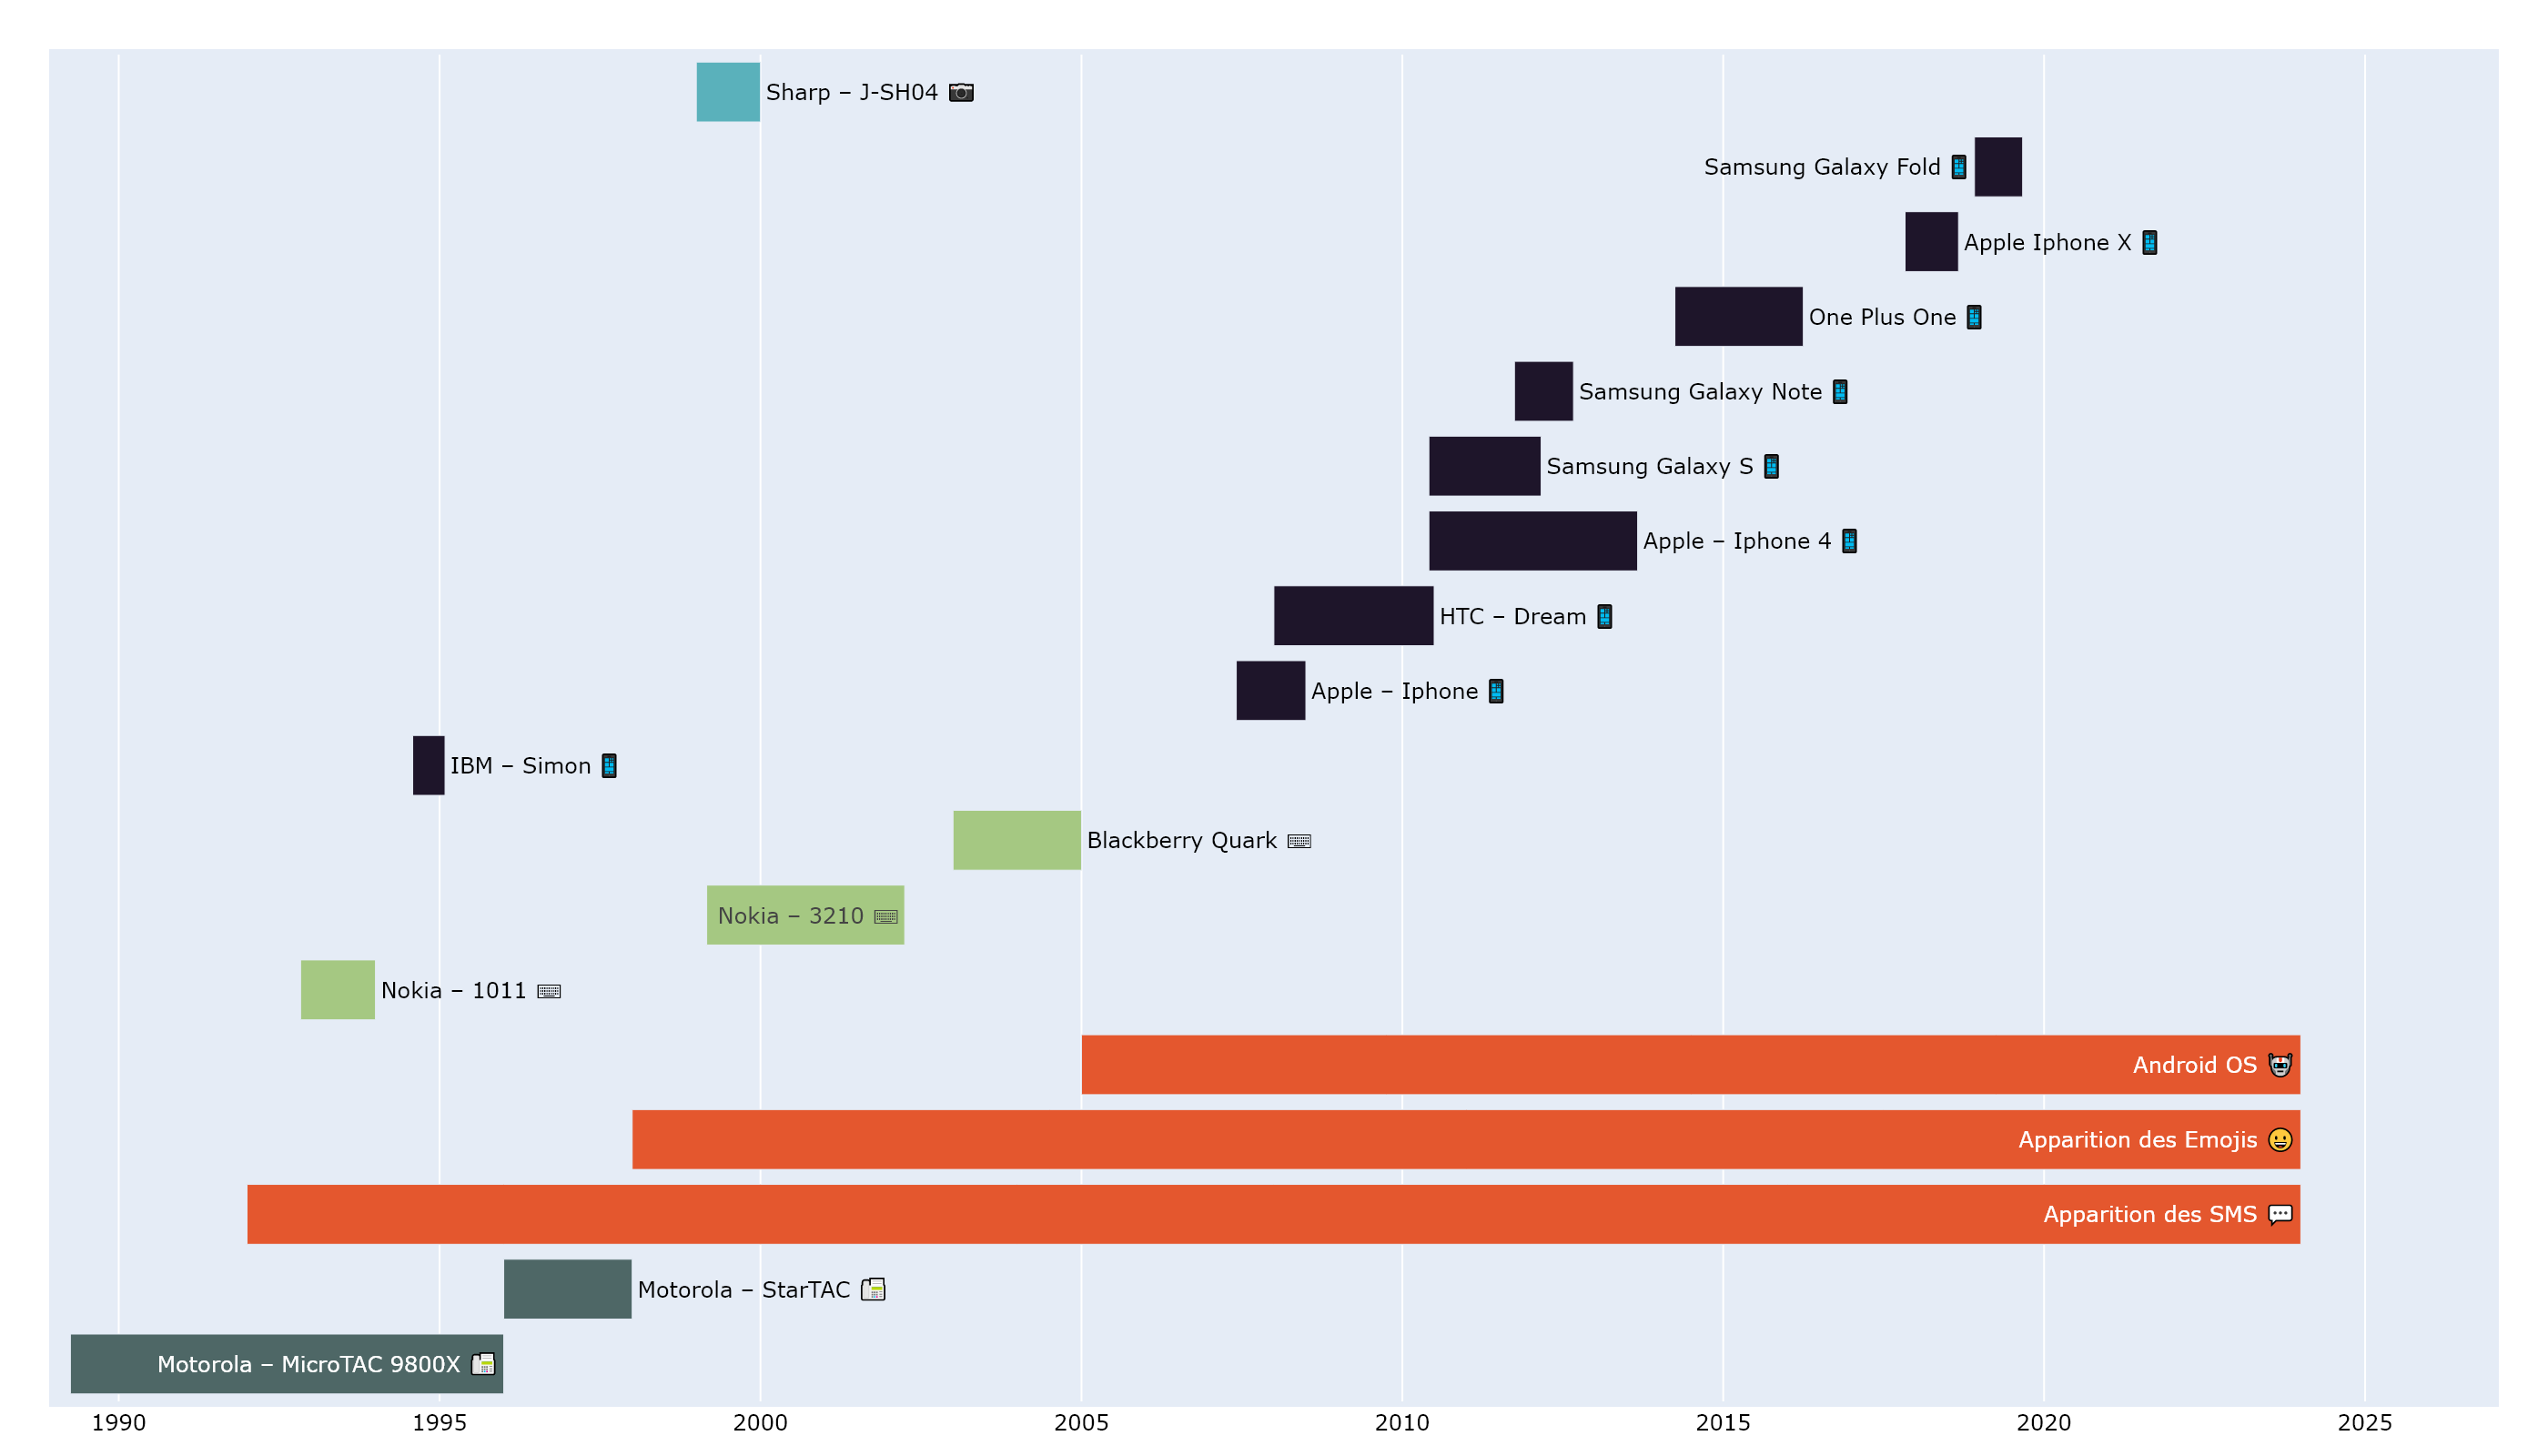 Sharp – J-SH04 📷
Samsung Galaxy Fold 📱
Apple Iphone X 📱
One Plus One 📱
Samsung Galaxy Note 📱
Samsung Galaxy S 📱
Apple – Iphone 4 📱
HTC – Dream 📱
Apple – Iphone 📱
IBM – Simon 📱
Blackberry Quark ⌨
Nokia – 3210 ⌨
Nokia – 1011 ⌨
Android OS 🤖
Apparition des Emojis 😀
Apparition des SMS 💬
Motorola – StarTAC 📠
Motorola – MicroTAC 9800X 📠
1990 1995 2000 2005 2010 2015 2020 2025